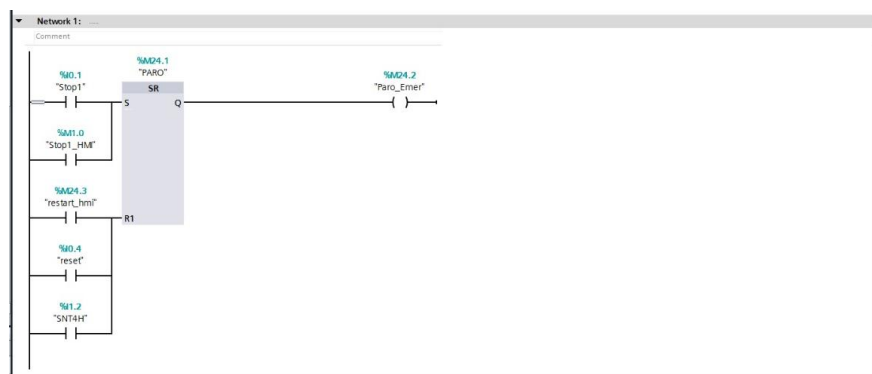 Network 1: ....
Comment
%M24.1
"PARO"
%I0.1
"Stop1"
SR
%M24.2
"Paro_Emer"
S
Q
%M1.0
"Stop1_HMI"
%M24.3
"restart_hmi"
R1
%I0.4
"reset"
%I1.2
"SNT4H"